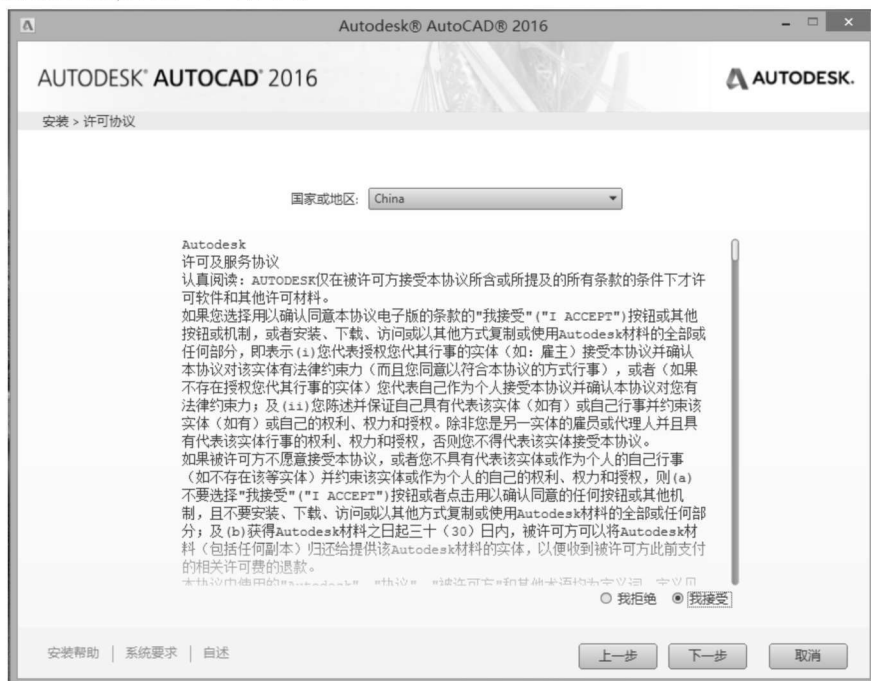 Autodesk® AutoCAD® 2016
AUTODESK® AUTOCAD® 2016
AUTODESK.
安装 > 许可协议
国家或地区: China
Autodesk
许可及服务协议
认真阅读：AUTODESK仅在被许可方接受本协议所含或所提及的所有条款的条件下才许
可软件和其他许可材料。
如果您选择用以确认同意本协议电子版的条款的"我接受"("I ACCEPT")按钮或其他
按钮或机制，或者安装、下载、访问或以其他方式复制或使用Autodesk材料的全部或
任何部分，即表示(i)您代表授权您代其行事的实体（如：雇主）接受本协议并确认
本协议对该实体有法律约束力（而且您同意以符合本协议的方式行事），或者（如果
不存在授权您代其行事的实体）您代表自己作为个人接受本协议并确认本协议对您有
法律约束力；及(ii)您陈述并保证自己具有代表该实体（如有）或自己行事并约束该
实体（如有）或自己的权利、权力和授权。除非您是另一实体的雇员或代理人并且具
有代表该实体行事的权利、权力和授权，否则您不得代表该实体接受本协议。
如果被许可方不愿意接受本协议，或者您不具有代表该实体或作为个人的自己行事
（如不存在该等实体）并约束该实体或作为个人的自己的权利、权力和授权，则(a)
不要选择"我接受"("I ACCEPT")按钮或者点击用以确认同意的任何按钮或其他机
制，且不要安装、下载、访问或以其他方式复制或使用Autodesk材料的全部或任何部
分；及(b)获得Autodesk材料之日起三十（30）日内，被许可方可以将Autodesk材
料（包括任何副本）归还给提供该Autodesk材料的实体，以便收到被许可方此前支付
的相关许可费的退款。
本协议中使用的"Autodesk"、"协议"、"被许可方"和其他术语均为定义词，定义见
我拒绝 我接受
安装帮助 | 系统要求 | 自述 上一步 下一步 取消